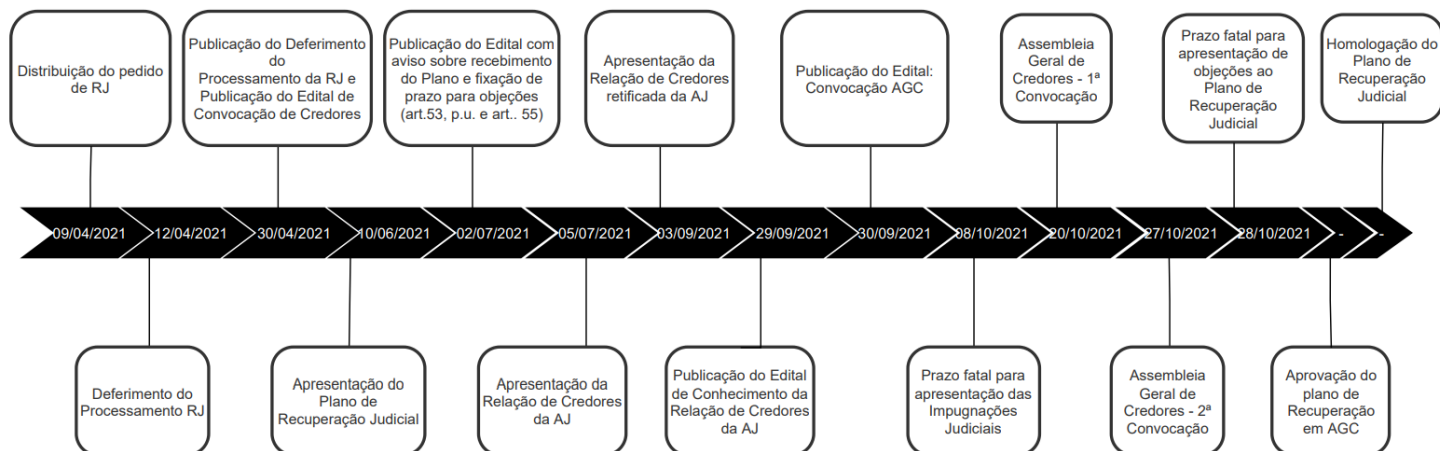 Distribuição do pedido
de RJ
Publicação do Deferimento
do
Processamento da RJ e
Publicação do Edital de
Convocação de Credores
Publicação do Edital com
aviso sobre recebimento
do Plano e fixação de
prazo para objeções
(art.53, p.u. e art.. 55)
Apresentação da
Relação de Credores
retificada da AJ
Publicação do Edital:
Convocação AGC
Assembleia
Geral de
Credores - 1ª
Convocação
Prazo fatal para
apresentação de
objeções ao
Plano de
Recuperação
Judicial
Homologação do
Plano de
Recuperação
Judicial
09/04/2021 12/04/2021 30/04/2021 10/06/2021 02/07/2021 05/07/2021 03/09/2021 29/09/2021 30/09/2021 08/10/2021 20/10/2021 27/10/2021 28/10/2021 - -
Deferimento do
Processamento RJ
Apresentação do
Plano de
Recuperação Judicial
Apresentação da
Relação de Credores
da AJ
Publicação do Edital
de Conhecimento da
Relação de Credores
da AJ
Prazo fatal para
apresentação das
Impugnações
Judiciais
Assembleia
Geral de
Credores - 2ª
Convocação
Aprovação do
plano de
Recuperação
em AGC